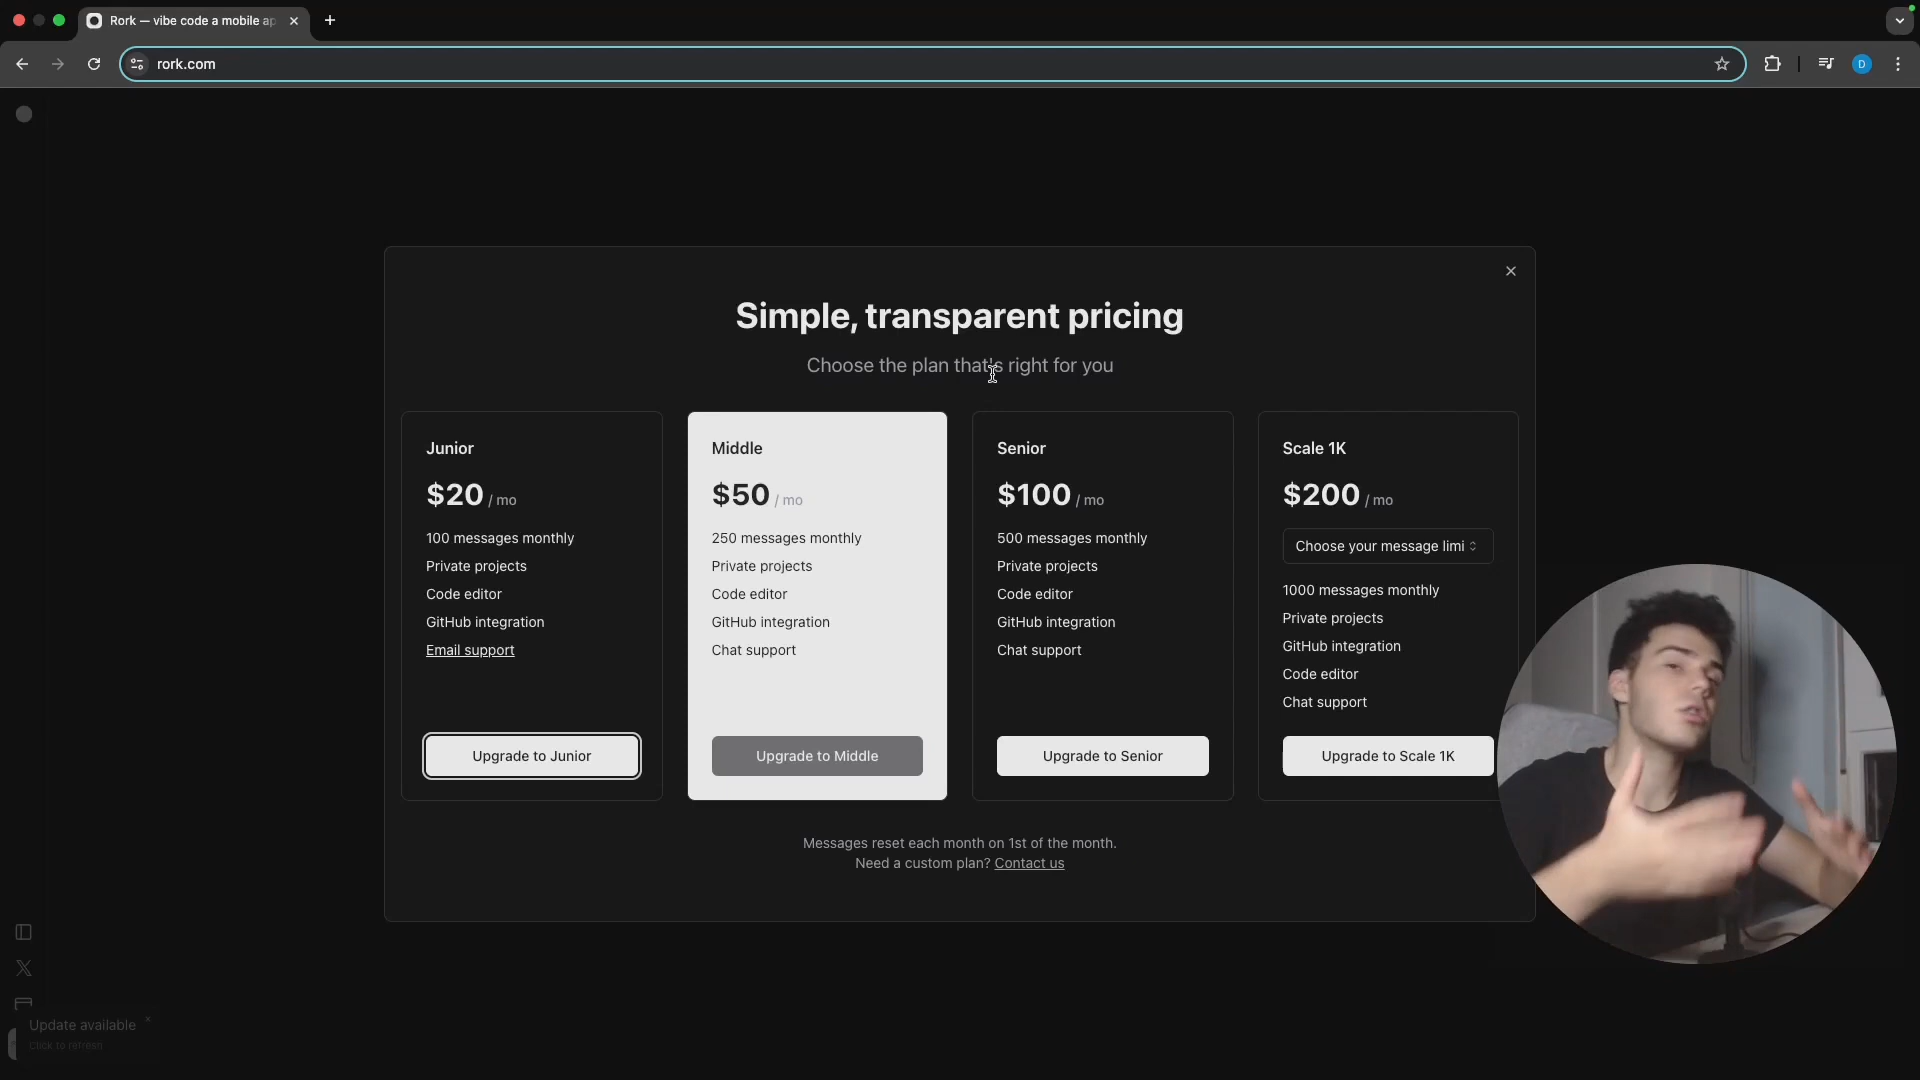 Rork — vibe code a mobile ap
rork.com
D
Simple, transparent pricing
Choose the plan that's right for you
Junior
$20 / mo
100 messages monthly
Private projects
Code editor
GitHub integration
Email support
Upgrade to Junior
Middle
$50 / mo
250 messages monthly
Private projects
Code editor
GitHub integration
Chat support
Upgrade to Middle
Senior
$100 / mo
500 messages monthly
Private projects
Code editor
GitHub integration
Chat support
Upgrade to Senior
Scale 1K
$200 / mo
Choose your message limi
1000 messages monthly
Private projects
GitHub integration
Code editor
Chat support
Upgrade to Scale 1K
Messages reset each month on 1st of the month.
Need a custom plan? Contact us
Update available
Click to refresh